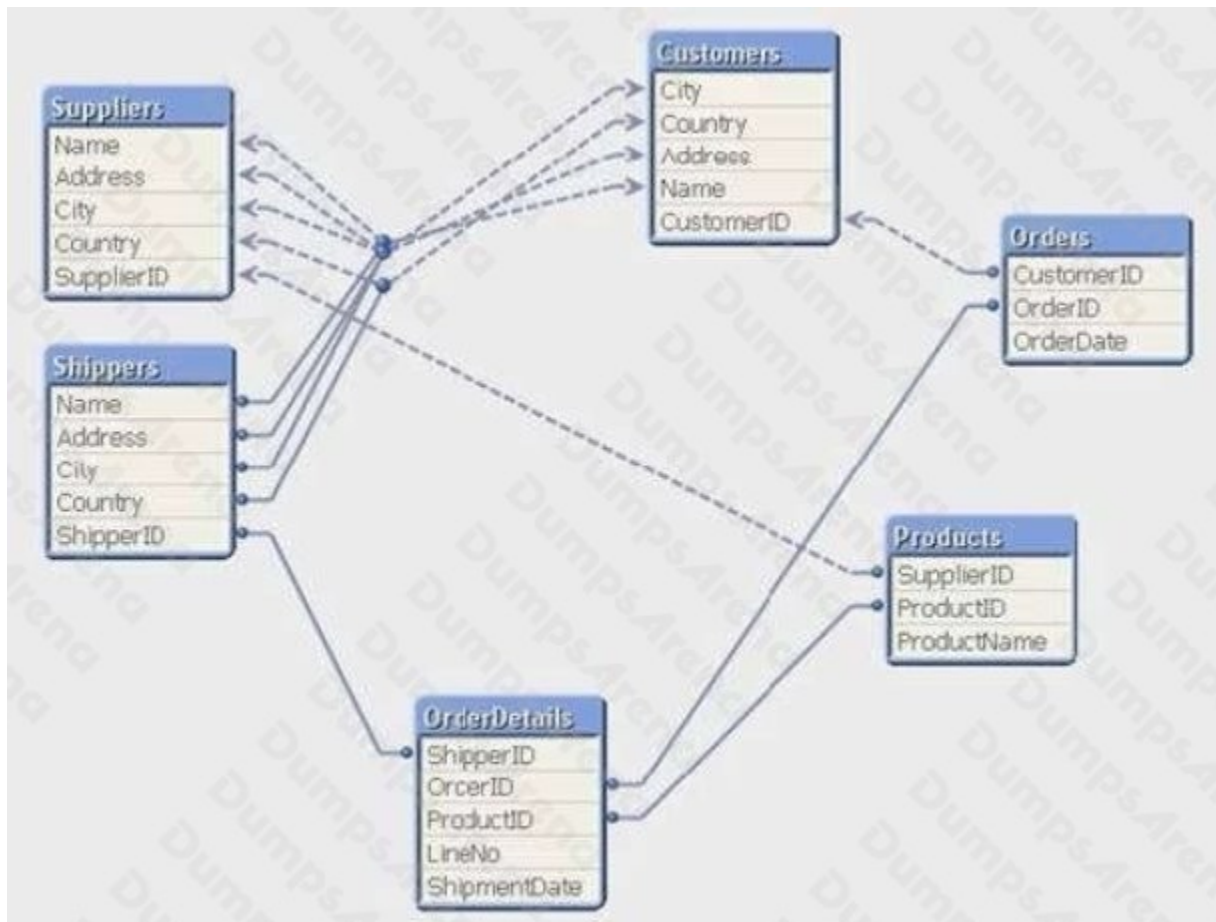 Suppliers
Name
Address
City
Country
SupplierID
Customers
City
Country
Address
Name
CustomerID
Orders
CustomerID
OrderID
OrderDate
Shippers
Name
Address
City
Country
ShipperID
Products
SupplierID
ProductID
ProductName
OrderDetails
ShipperID
OrcerID
ProductID
LineNo
ShipmentDate
DumpsArena